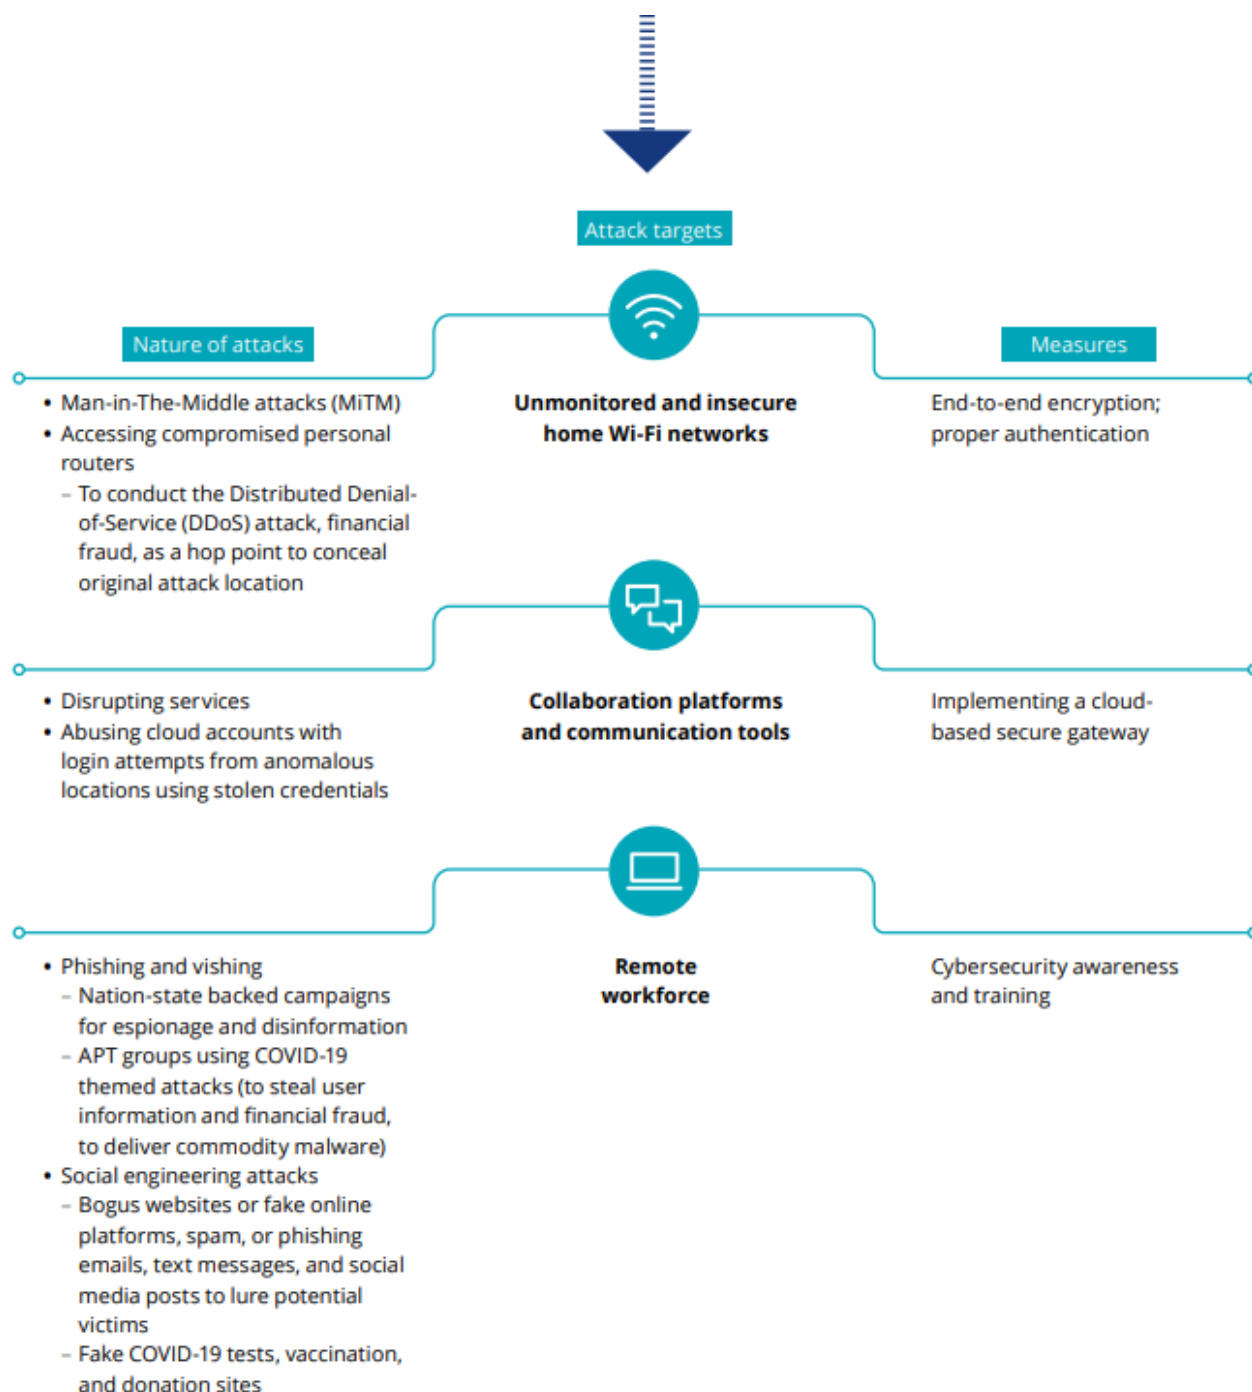 Attack targets
Nature of attacks
Measures
• Man-in-The-Middle attacks (MiTM)
• Accessing compromised personal
routers
– To conduct the Distributed Denial-
of-Service (DDoS) attack, financial
fraud, as a hop point to conceal
original attack location
Unmonitored and insecure
home Wi-Fi networks
End-to-end encryption;
proper authentication
• Disrupting services
• Abusing cloud accounts with
login attempts from anomalous
locations using stolen credentials
Collaboration platforms
and communication tools
Implementing a cloud-
based secure gateway
• Phishing and vishing
– Nation-state backed campaigns
for espionage and disinformation
– APT groups using COVID-19
themed attacks (to steal user
information and financial fraud,
to deliver commodity malware)
• Social engineering attacks
– Bogus websites or fake online
platforms, spam, or phishing
emails, text messages, and social
media posts to lure potential
victims
– Fake COVID-19 tests, vaccination,
and donation sites
Remote
workforce
Cybersecurity awareness
and training